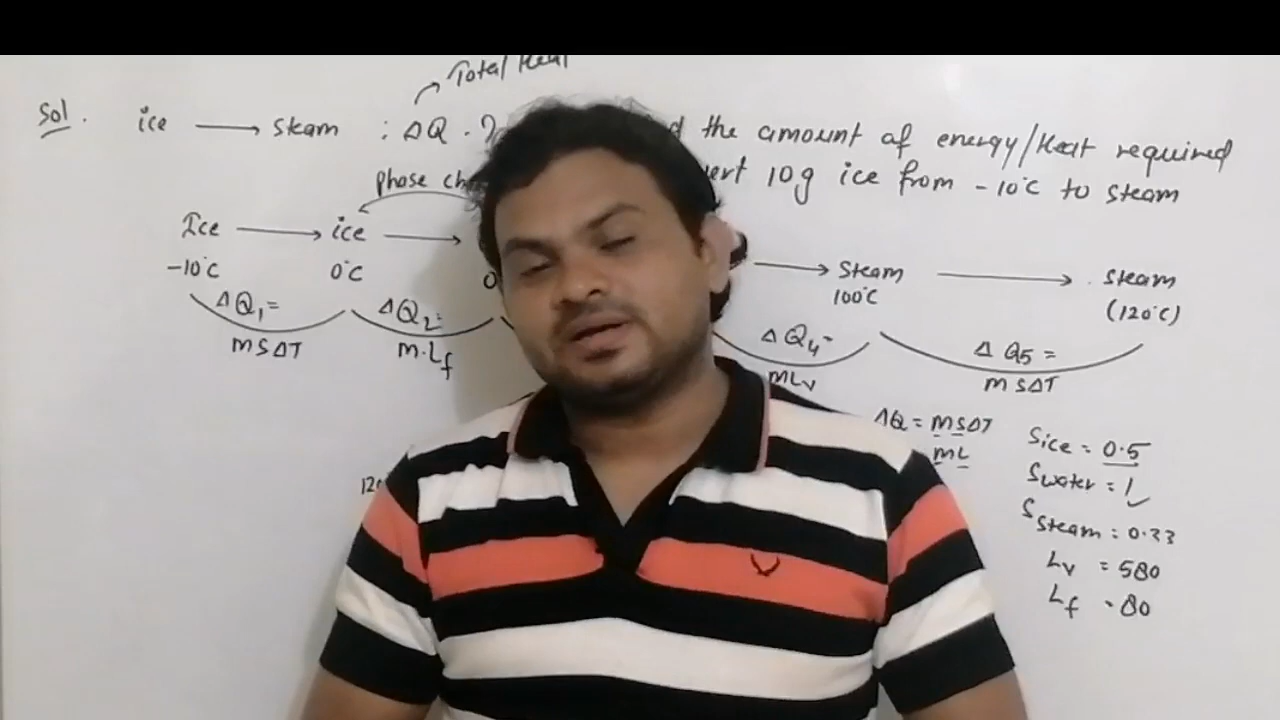 Total Heat
Sol. ice → steam : ΔQ . ? the amount of energy/Heat required
10g ice from -10°C to steam
phase
Ice → ice → → Steam → steam
-10°C 0°C 100°C (120°C)
ΔQ₁= ΔQ₂= ΔQ₄= ΔQ₅=
msΔT m.Lf mLv msΔT
ΔQ = msΔT
mL
Sice = 0.5
Swater = 1
Ssteam = 0.33
Lv = 580
Lf = 80